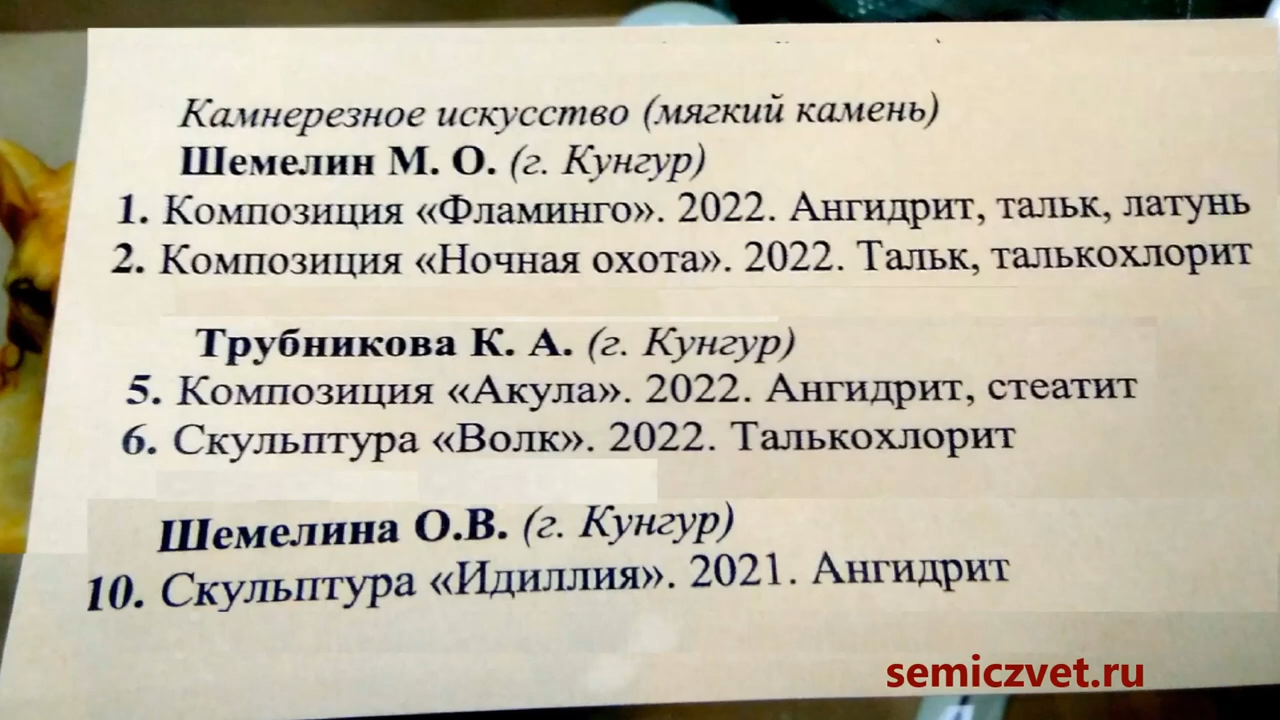 Камнерезное искусство (мягкий камень)
Шемелин М. О. (г. Кунгур)
1. Композиция «Фламинго». 2022. Ангидрит, тальк, латунь
2. Композиция «Ночная охота». 2022. Тальк, талькохлорит
Трубникова К. А. (г. Кунгур)
5. Композиция «Акула». 2022. Ангидрит, стеатит
6. Скульптура «Волк». 2022. Талькохлорит
Шемелина О.В. (г. Кунгур)
10. Скульптура «Идиллия». 2021. Ангидрит
semiczvet.ru